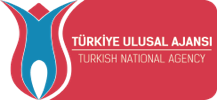 TÜRKİYE ULUSAL AJANSI
TURKISH NATIONAL AGENCY